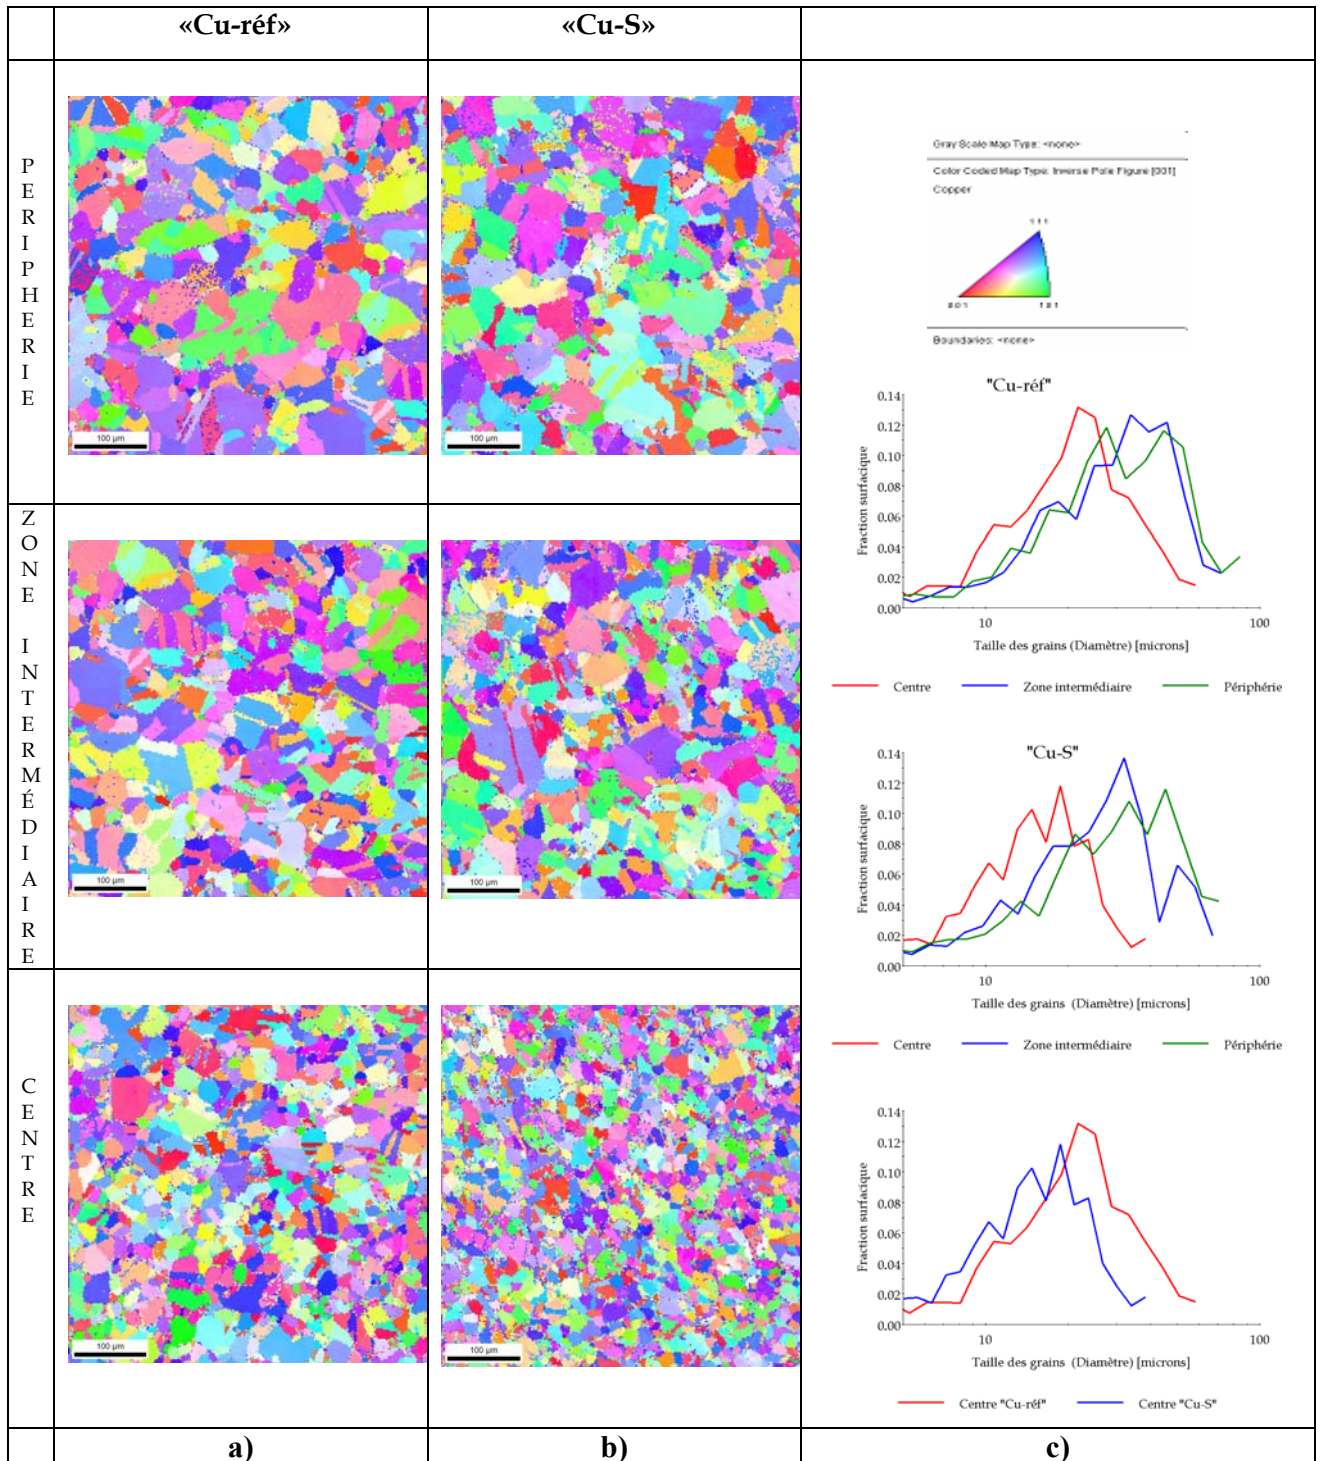 «Cu-réf»
«Cu-S»
PERIPHERIE
100 µm
100 µm
Gray Scale Map Type: <none>
Color Coded Map Type: Inverse Pole Figure [001]
Copper
111
001
101
Boundaries: <none>
"Cu-réf"
0.14
0.12
0.10
0.08
0.06
0.04
0.02
0.00
Fraction surfacique
10
100
Taille des grains (Diamètre) [microns]
Centre
Zone intermédiaire
Périphérie
ZONE INTERMÉDIAIRE
100 µm
100 µm
"Cu-S"
0.14
0.12
0.10
0.08
0.06
0.04
0.02
0.00
Fraction surfacique
10
100
Taille des grains (Diamètre) [microns]
Centre
Zone intermédiaire
Périphérie
CENTRE
100 µm
100 µm
0.14
0.12
0.10
0.08
0.06
0.04
0.02
0.00
Fraction surfacique
10
100
Taille des grains (Diamètre) [microns]
Centre "Cu-réf"
Centre "Cu-S"
a)
b)
c)